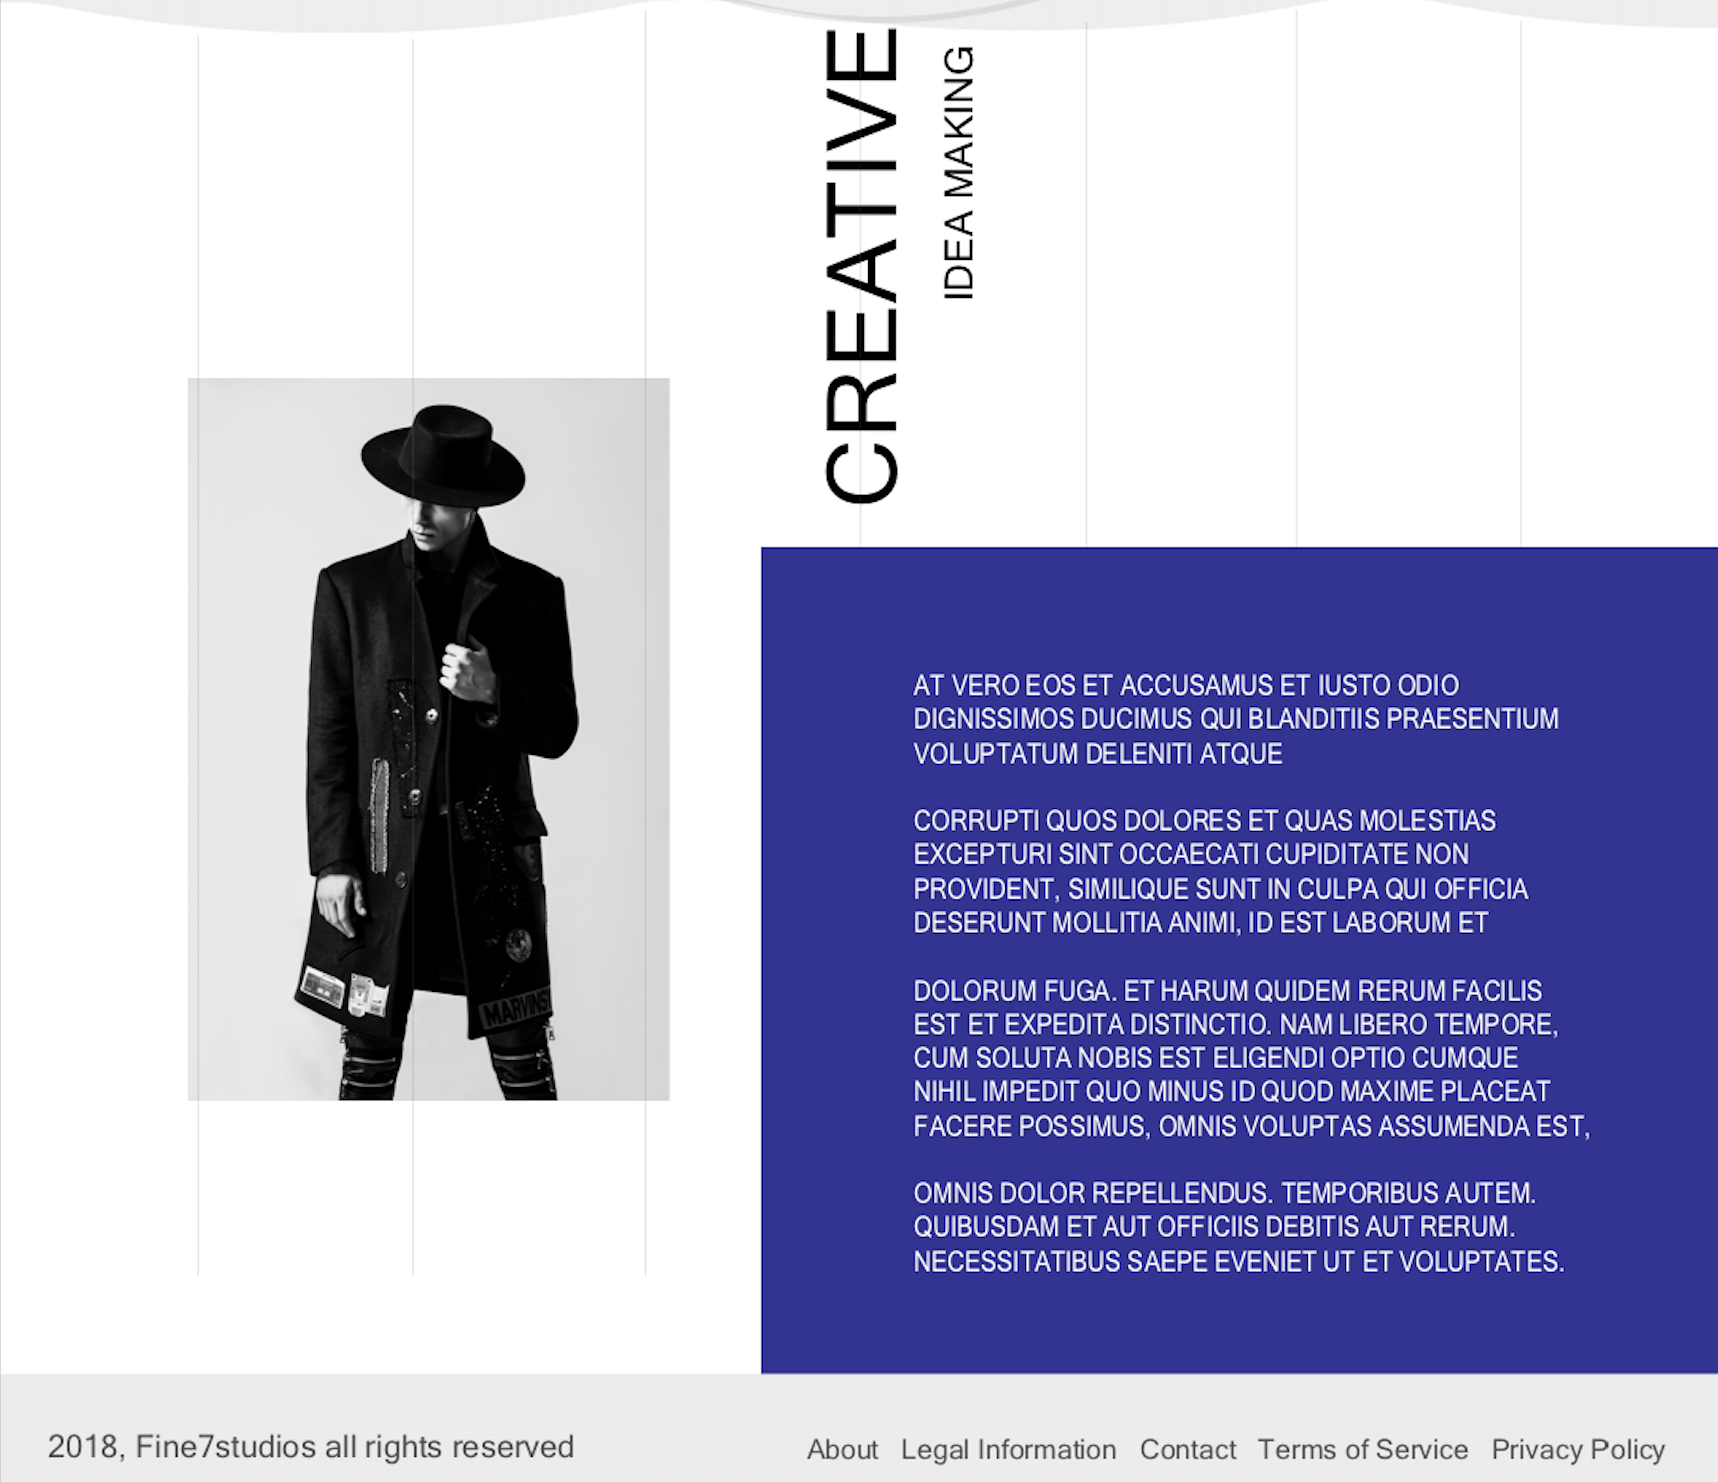 CREATIVE
IDEA MAKING
MARVINS
AT VERO EOS ET ACCUSAMUS ET IUSTO ODIO
DIGNISSIMOS DUCIMUS QUI BLANDITIIS PRAESENTIUM
VOLUPTATUM DELENITI ATQUE
CORRUPTI QUOS DOLORES ET QUAS MOLESTIAS
EXCEPTURI SINT OCCAECATI CUPIDITATE NON
PROVIDENT, SIMILIQUE SUNT IN CULPA QUI OFFICIA
DESERUNT MOLLITIA ANIMI, ID EST LABORUM ET
DOLORUM FUGA. ET HARUM QUIDEM RERUM FACILIS
EST ET EXPEDITA DISTINCTIO. NAM LIBERO TEMPORE,
CUM SOLUTA NOBIS EST ELIGENDI OPTIO CUMQUE
NIHIL IMPEDIT QUO MINUS ID QUOD MAXIME PLACEAT
FACERE POSSIMUS, OMNIS VOLUPTAS ASSUMENDA EST,
OMNIS DOLOR REPELLENDUS. TEMPORIBUS AUTEM.
QUIBUSDAM ET AUT OFFICIIS DEBITIS AUT RERUM.
NECESSITATIBUS SAEPE EVENIET UT ET VOLUPTATES.
2018, Fine7studios all rights reserved
About Legal Information Contact Terms of Service Privacy Policy